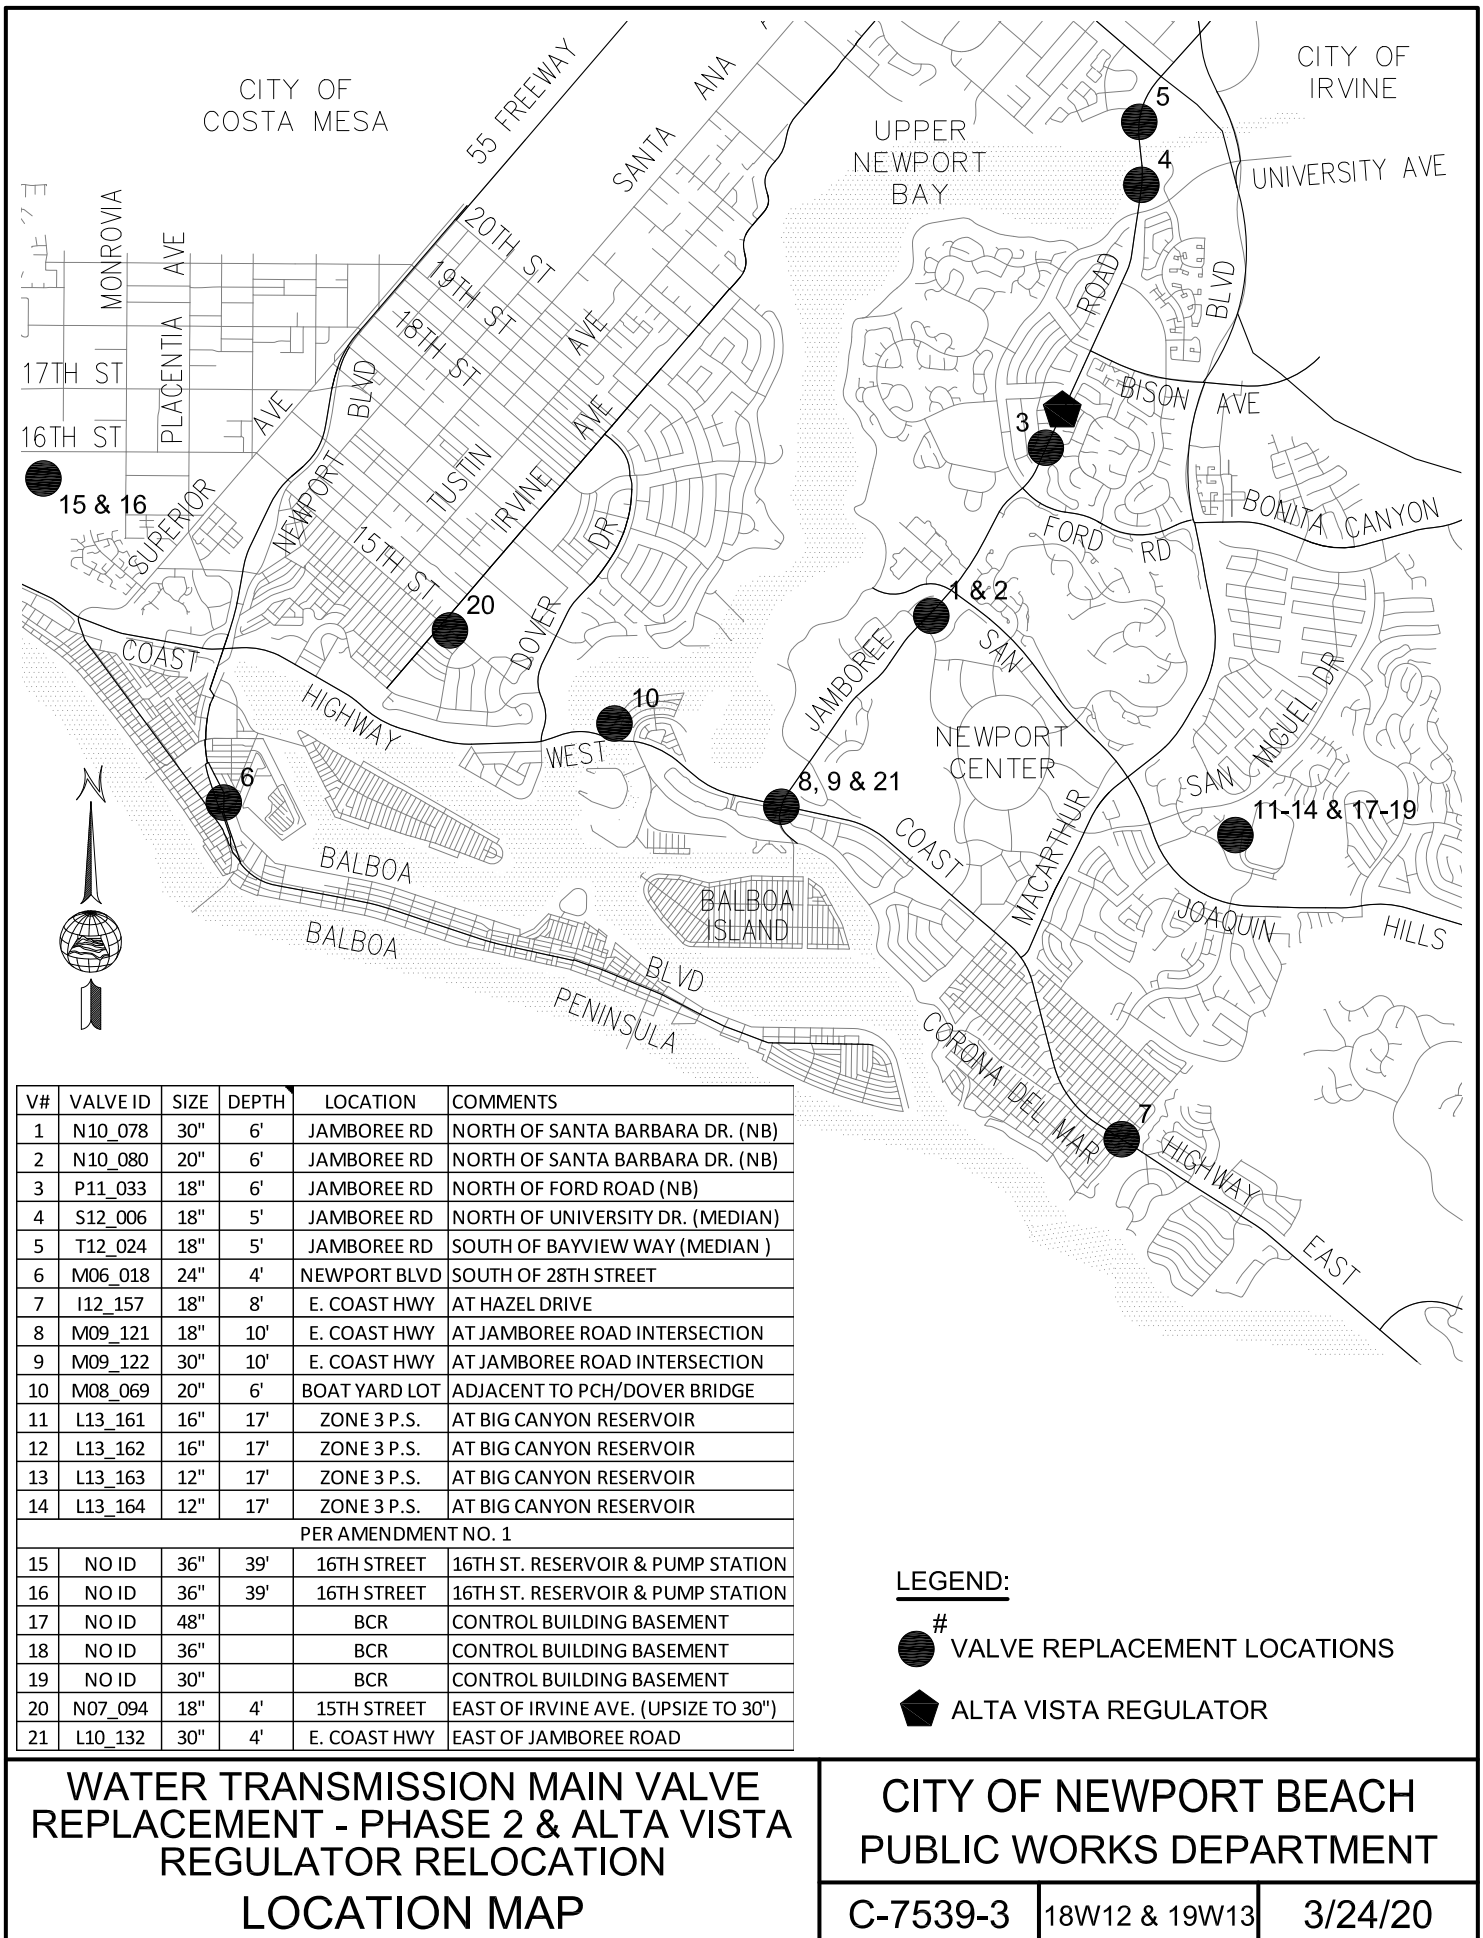 CITY OF
COSTA MESA
55 FREEWAY
SANTA
ANA
UPPER
NEWPORT
BAY
CITY OF
IRVINE
5
4
UNIVERSITY AVE
MONROVIA
PLACENTIA AVE
20TH ST
19TH ST
18TH ST
17TH ST
16TH ST
15 & 16
SUPERIOR
AVE
NEWPORT
BLVD
TUSTIN
AVE
IRVINE
AVE
15TH ST
20
DOVER
DR
ROAD
BLVD
BISON AVE
3
FORD RD
BONITA CANYON
1 & 2
JAMBOREE
SAN
COAST
HIGHWAY
10
WEST
NEWPORT
CENTER
SAN MIGUEL DR
6
8, 9 & 21
11-14 & 17-19
COAST
MACARTHUR
N
BALBOA
BALBOA
ISLAND
JOAQUIN
HILLS
BALBOA
BLVD
PENINSULA
CORONA DEL MAR
7
HIGHWAY
EAST
V# VALVE ID SIZE DEPTH LOCATION COMMENTS
1 N10_078 30" 6' JAMBOREE RD NORTH OF SANTA BARBARA DR. (NB)
2 N10_080 20" 6' JAMBOREE RD NORTH OF SANTA BARBARA DR. (NB)
3 P11_033 18" 6' JAMBOREE RD NORTH OF FORD ROAD (NB)
4 S12_006 18" 5' JAMBOREE RD NORTH OF UNIVERSITY DR. (MEDIAN)
5 T12_024 18" 5' JAMBOREE RD SOUTH OF BAYVIEW WAY (MEDIAN )
6 M06_018 24" 4' NEWPORT BLVD SOUTH OF 28TH STREET
7 I12_157 18" 8' E. COAST HWY AT HAZEL DRIVE
8 M09_121 18" 10' E. COAST HWY AT JAMBOREE ROAD INTERSECTION
9 M09_122 30" 10' E. COAST HWY AT JAMBOREE ROAD INTERSECTION
10 M08_069 20" 6' BOAT YARD LOT ADJACENT TO PCH/DOVER BRIDGE
11 L13_161 16" 17' ZONE 3 P.S. AT BIG CANYON RESERVOIR
12 L13_162 16" 17' ZONE 3 P.S. AT BIG CANYON RESERVOIR
13 L13_163 12" 17' ZONE 3 P.S. AT BIG CANYON RESERVOIR
14 L13_164 12" 17' ZONE 3 P.S. AT BIG CANYON RESERVOIR
PER AMENDMENT NO. 1
15 NO ID 36" 39' 16TH STREET 16TH ST. RESERVOIR & PUMP STATION
16 NO ID 36" 39' 16TH STREET 16TH ST. RESERVOIR & PUMP STATION
17 NO ID 48" BCR CONTROL BUILDING BASEMENT
18 NO ID 36" BCR CONTROL BUILDING BASEMENT
19 NO ID 30" BCR CONTROL BUILDING BASEMENT
20 N07_094 18" 4' 15TH STREET EAST OF IRVINE AVE. (UPSIZE TO 30")
21 L10_132 30" 4' E. COAST HWY EAST OF JAMBOREE ROAD
LEGEND:
#
VALVE REPLACEMENT LOCATIONS
ALTA VISTA REGULATOR
WATER TRANSMISSION MAIN VALVE
REPLACEMENT - PHASE 2 & ALTA VISTA
REGULATOR RELOCATION
LOCATION MAP
CITY OF NEWPORT BEACH
PUBLIC WORKS DEPARTMENT
C-7539-3 18W12 & 19W13 3/24/20